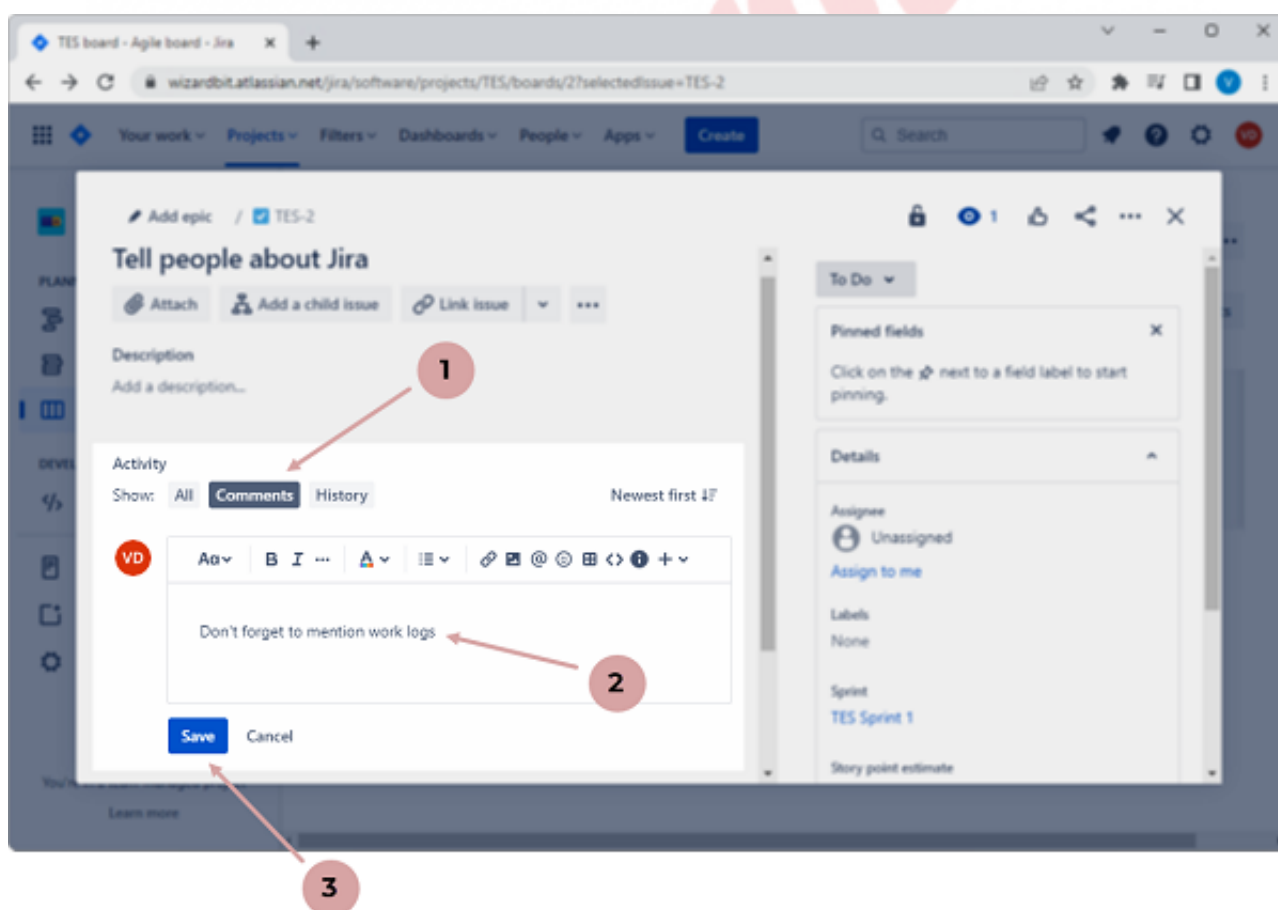 TES board - Agile board - Jira
wizardbit.atlassian.net/jira/software/projects/TES/boards/2?selectedIssue=TES-2
V
Your work Projects Filters Dashboards People Apps Create Search VD
Add epic / TES-2 1
Tell people about Jira
Attach Add a child issue Link issue
To Do
PLAN
Description
Add a description...
1
Pinned fields
Click on the next to a field label to start
pinning.
Activity
Show: All Comments History Newest first
Details
DEVEL
VD Aa B I A
Don't forget to mention work logs
2
Save Cancel
Assignee
Unassigned
Assign to me
Labels
None
Sprint
TES Sprint 1
Story point estimate
Learn more
3